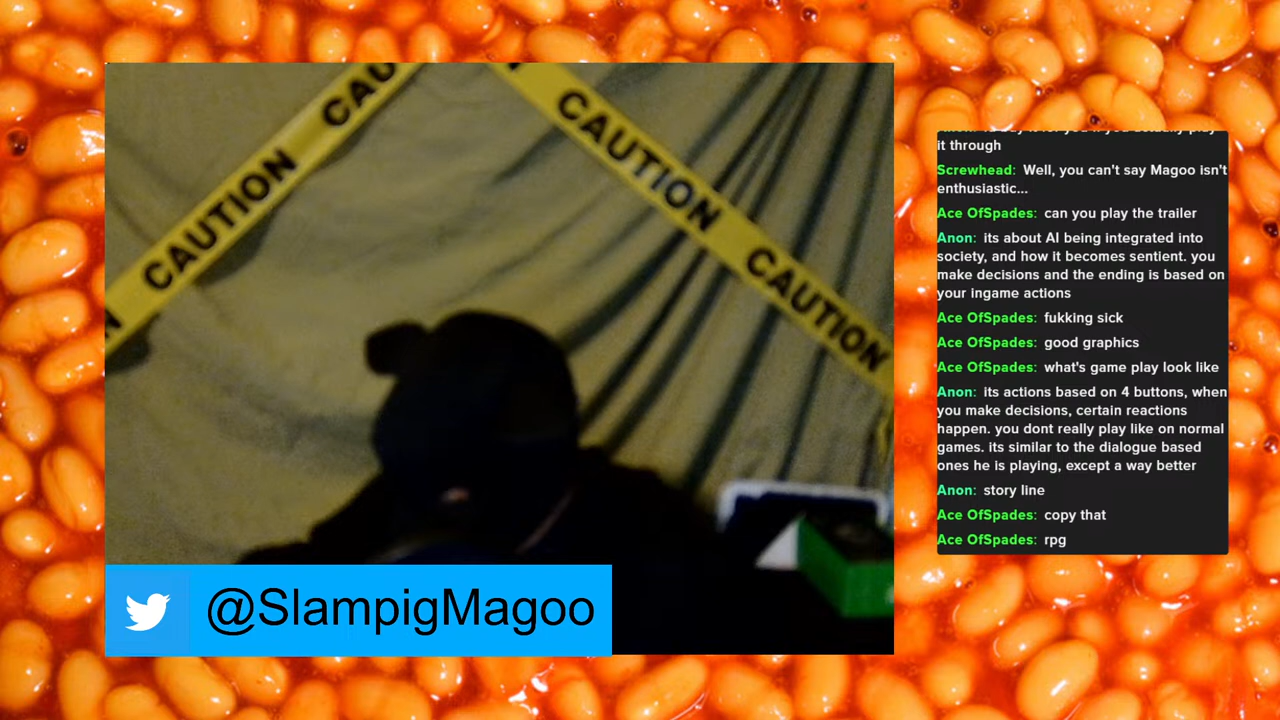 CAU
CAUTION
CAUTION
CAUTION
@SlampigMagoo
it through
Screwhead: Well, you can't say Magoo isn't
enthusiastic...
Ace OfSpades: can you play the trailer
Anon: its about AI being integrated into
society, and how it becomes sentient. you
make decisions and the ending is based on
your ingame actions
Ace OfSpades: fukking sick
Ace OfSpades: good graphics
Ace OfSpades: what's game play look like
Anon: its actions based on 4 buttons, when
you make decisions, certain reactions
happen. you dont really play like on normal
games. its similar to the dialogue based
ones he is playing, except a way better
Anon: story line
Ace OfSpades: copy that
Ace OfSpades: rpg